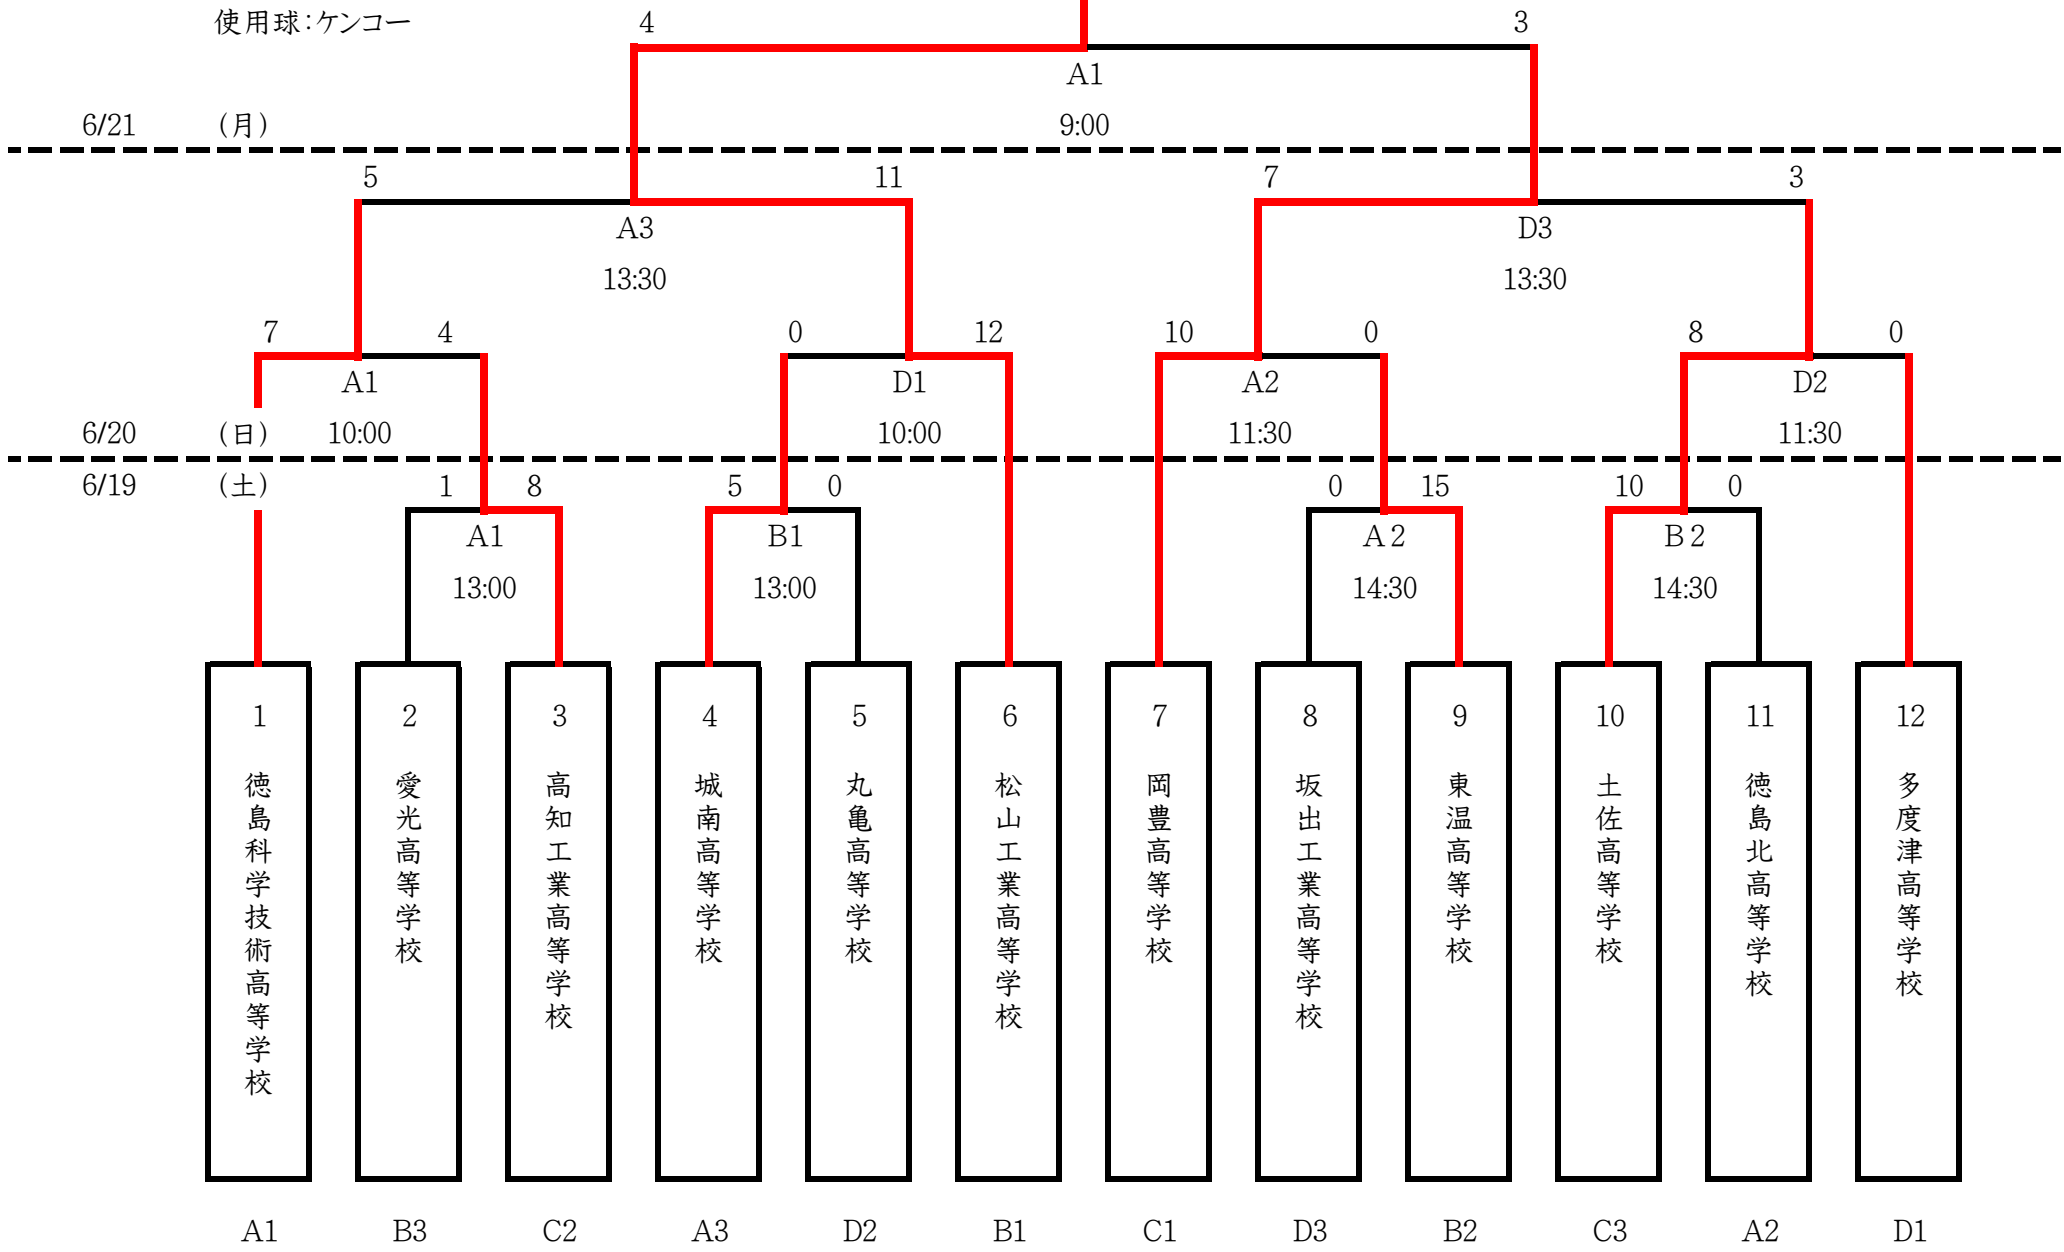 使用球：ケンコー
4 3
A1
6/21 (月) 9:00
5 11 7 3
A3 D3
13:30 13:30
7 4 0 12 10 0 8 0
A1 D1 A2 D2
6/20 (日) 10:00 10:00 11:30 11:30
6/19 (土) 1 8 5 0 0 15 10 0
A1 B1 A2 B2
13:00 13:00 14:30 14:30
1 2 3 4 5 6 7 8 9 10 11 12
徳島科学技術高等学校
愛光高等学校
高知工業高等学校
城南高等学校
丸亀高等学校
松山工業高等学校
岡豊高等学校
坂出工業高等学校
東温高等学校
土佐高等学校
徳島北高等学校
多度津高等学校
A1 B3 C2 A3 D2 B1 C1 D3 B2 C3 A2 D1